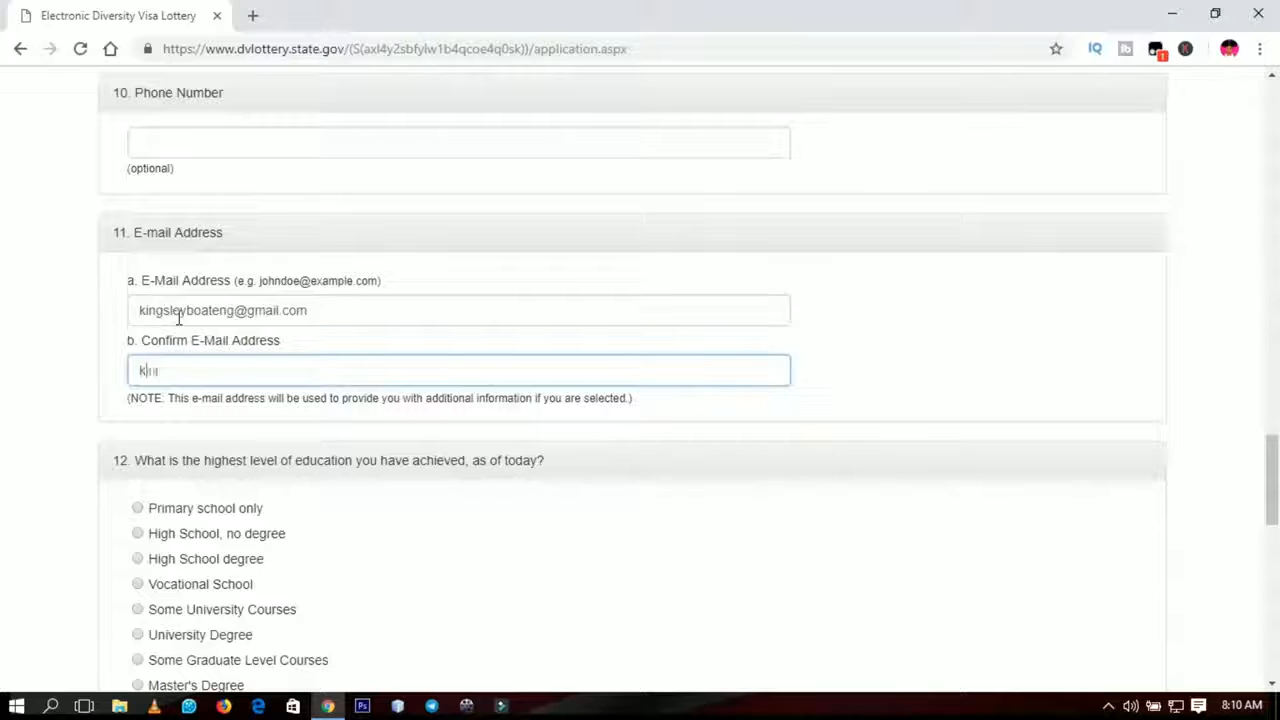 Electronic Diversity Visa Lottery
https://www.dvlottery.state.gov/(S(axl4y2sbfylw1b4qcoe4q0sk))/application.aspx
10. Phone Number
(optional)
11. E-mail Address
a. E-Mail Address (e.g. johndoe@example.com)
kingsleyboateng@gmail.com
b. Confirm E-Mail Address
(NOTE: This e-mail address will be used to provide you with additional information if you are selected.)
12. What is the highest level of education you have achieved, as of today?
Primary school only
High School, no degree
High School degree
Vocational School
Some University Courses
University Degree
Some Graduate Level Courses
Master's Degree
8:10 AM